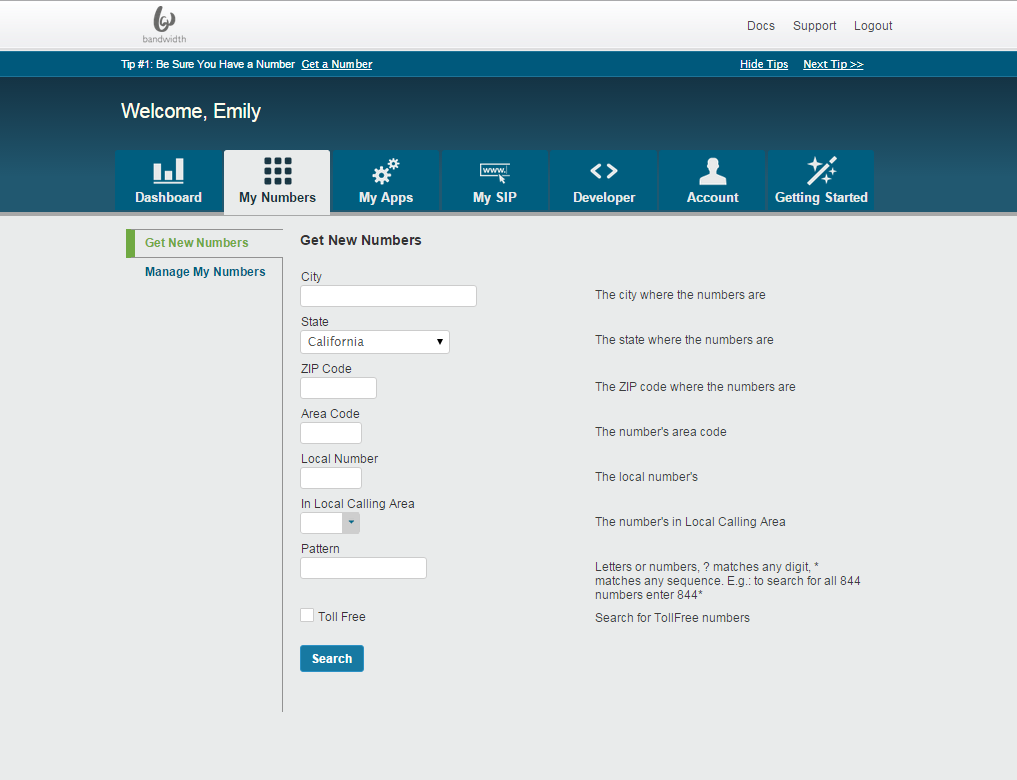 bandwidth
Docs Support Logout
Tip #1: Be Sure You Have a Number Get a Number Hide Tips Next Tip >>
Welcome, Emily
Dashboard My Numbers My Apps www. My SIP Developer Account Getting Started
Get New Numbers
Manage My Numbers
Get New Numbers
City
The city where the numbers are
State
California
The state where the numbers are
ZIP Code
The ZIP code where the numbers are
Area Code
The number's area code
Local Number
The local number's
In Local Calling Area
The number's in Local Calling Area
Pattern
Letters or numbers, ? matches any digit, *
matches any sequence. E.g.: to search for all 844
numbers enter 844*
Toll Free
Search for TollFree numbers
Search